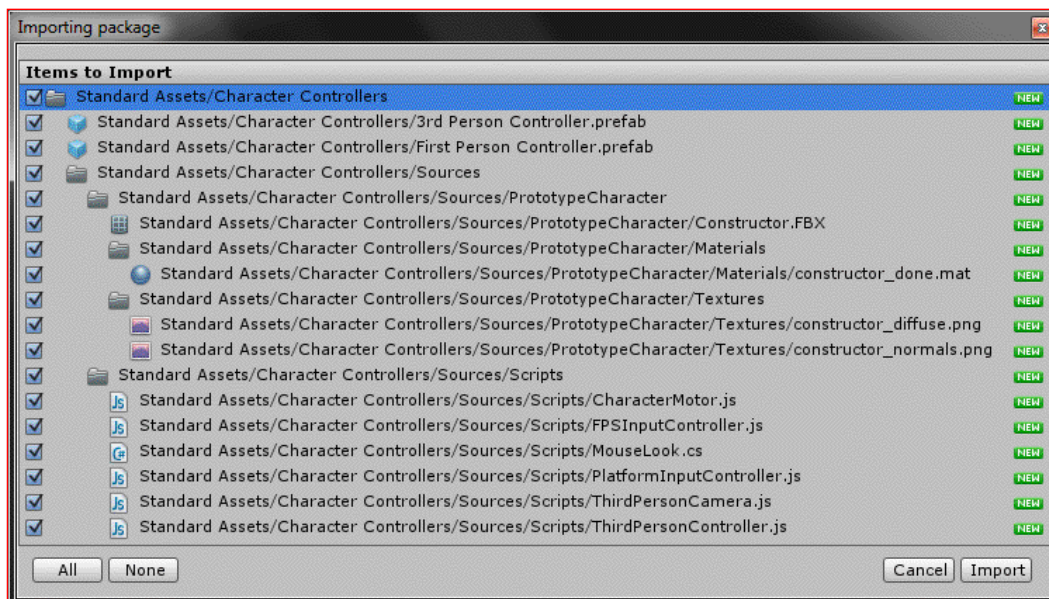 Importing package
Items to Import
Standard Assets/Character Controllers NEW
Standard Assets/Character Controllers/3rd Person Controller.prefab NEW
Standard Assets/Character Controllers/First Person Controller.prefab NEW
Standard Assets/Character Controllers/Sources NEW
Standard Assets/Character Controllers/Sources/PrototypeCharacter NEW
Standard Assets/Character Controllers/Sources/PrototypeCharacter/Constructor.FBX NEW
Standard Assets/Character Controllers/Sources/PrototypeCharacter/Materials NEW
Standard Assets/Character Controllers/Sources/PrototypeCharacter/Materials/constructor_done.mat NEW
Standard Assets/Character Controllers/Sources/PrototypeCharacter/Textures NEW
Standard Assets/Character Controllers/Sources/PrototypeCharacter/Textures/constructor_diffuse.png NEW
Standard Assets/Character Controllers/Sources/PrototypeCharacter/Textures/constructor_normals.png NEW
Standard Assets/Character Controllers/Sources/Scripts NEW
Js Standard Assets/Character Controllers/Sources/Scripts/CharacterMotor.js NEW
Js Standard Assets/Character Controllers/Sources/Scripts/FPSInputController.js NEW
C# Standard Assets/Character Controllers/Sources/Scripts/MouseLook.cs NEW
Js Standard Assets/Character Controllers/Sources/Scripts/PlatformInputController.js NEW
Js Standard Assets/Character Controllers/Sources/Scripts/ThirdPersonCamera.js NEW
Js Standard Assets/Character Controllers/Sources/Scripts/ThirdPersonController.js NEW
All None Cancel Import